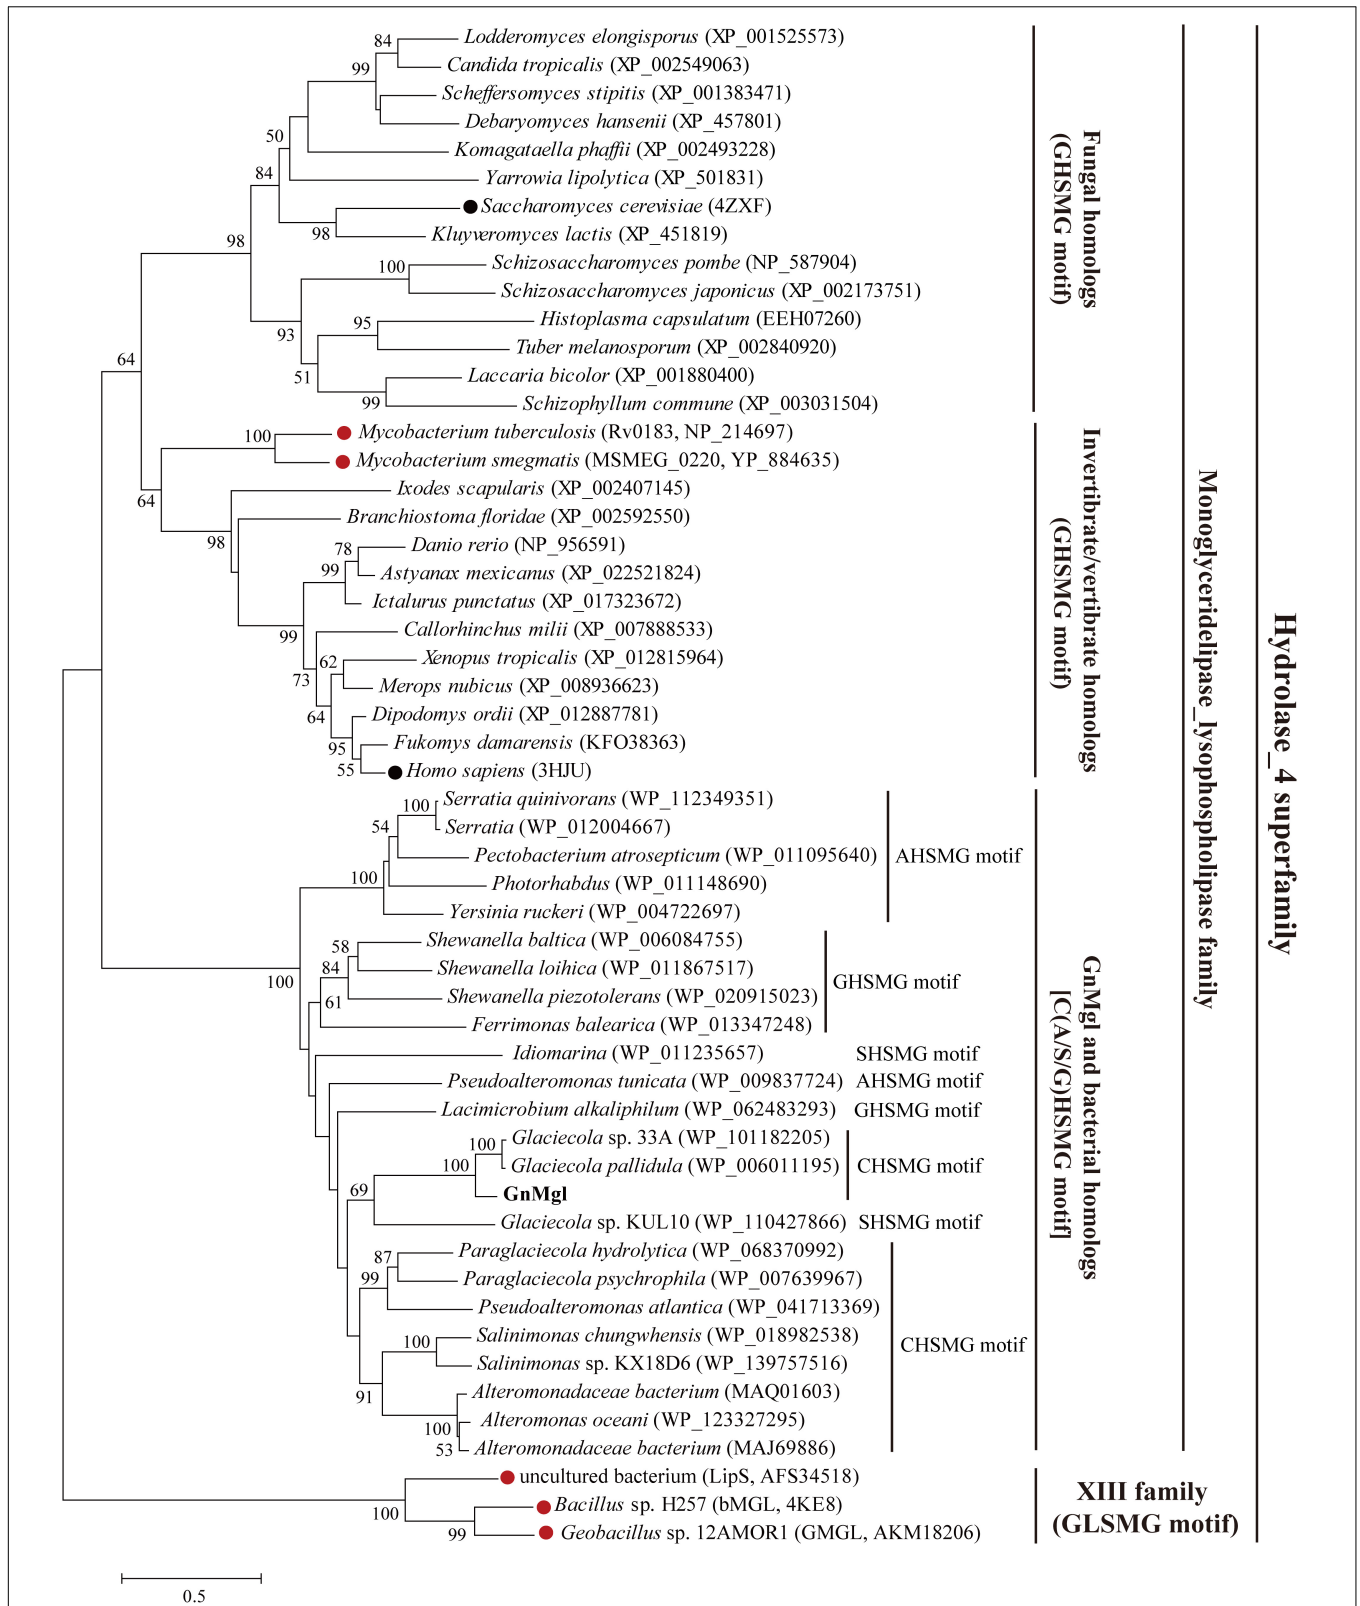 84
Lodderomyces elongisporus (XP_001525573)
99
Candida tropicalis (XP_002549063)
Scheffersomyces stipitis (XP_001383471)
Debaryomyces hansenii (XP_457801)
50
Komagataella phaffii (XP_002493228)
84
Yarrowia lipolytica (XP_501831)
Saccharomyces cerevisiae (4ZXF)
98
98
Kluyveromyces lactis (XP_451819)
100
Schizosaccharomyces pombe (NP_587904)
Schizosaccharomyces japonicus (XP_002173751)
93
95
Histoplasma capsulatum (EEH07260)
Tuber melanosporum (XP_002840920)
64
51
Laccaria bicolor (XP_001880400)
99
Schizophyllum commune (XP_003031504)
100
Mycobacterium tuberculosis (Rv0183, NP_214697)
Mycobacterium smegmatis (MSMEG_0220, YP_884635)
64
Ixodes scapularis (XP_002407145)
98
Branchiostoma floridae (XP_002592550)
78
Danio rerio (NP_956591)
99
Astyanax mexicanus (XP_022521824)
Ictalurus punctatus (XP_017323672)
99
Callorhinchus milii (XP_007888533)
73
62
Xenopus tropicalis (XP_012815964)
Merops nubicus (XP_008936623)
64
Dipodomys ordii (XP_012887781)
95
Fukomys damarensis (KFO38363)
55
Homo sapiens (3HJU)
100
Serratia quinivorans (WP_112349351)
54
Serratia (WP_012004667)
Pectobacterium atrosepticum (WP_011095640)
AHSMG motif
100
Photorhabdus (WP_011148690)
Yersinia ruckeri (WP_004722697)
58
Shewanella baltica (WP_006084755)
84
Shewanella loihica (WP_011867517)
GHSMG motif
100
61
Shewanella piezotolerans (WP_020915023)
Ferrimonas balearica (WP_013347248)
Idiomarina (WP_011235657)
SHSMG motif
Pseudoalteromonas tunicata (WP_009837724)
AHSMG motif
Lacimicrobium alkaliphilum (WP_062483293)
GHSMG motif
100
Glaciecola sp. 33A (WP_101182205)
100
Glaciecola pallidula (WP_006011195)
CHSMG motif
69
GnMgl
Glaciecola sp. KUL10 (WP_110427866)
SHSMG motif
87
Paraglaciecola hydrolytica (WP_068370992)
99
Paraglaciecola psychrophila (WP_007639967)
Pseudoalteromonas atlantica (WP_041713369)
100
Salinimonas chungwhensis (WP_018982538)
CHSMG motif
Salinimonas sp. KX18D6 (WP_139757516)
91
Alteromonadaceae bacterium (MAQ01603)
100
Alteromonas oceani (WP_123327295)
53
Alteromonadaceae bacterium (MAJ69886)
uncultured bacterium (LipS, AFS34518)
100
Bacillus sp. H257 (bMGL, 4KE8)
99
Geobacillus sp. 12AMOR1 (GMGL, AKM18206)
Fungal homologs
(GHSMG motif)
Invertibrate/vertibrate homologs
(GHSMG motif)
GnMgl and bacterial homologs
[C(A/S/G)HSMG motif]
XIII family
(GLSMG motif)
Monoglyceridelipase_lysophospholipase family
Hydrolase_4 superfamily
0.5